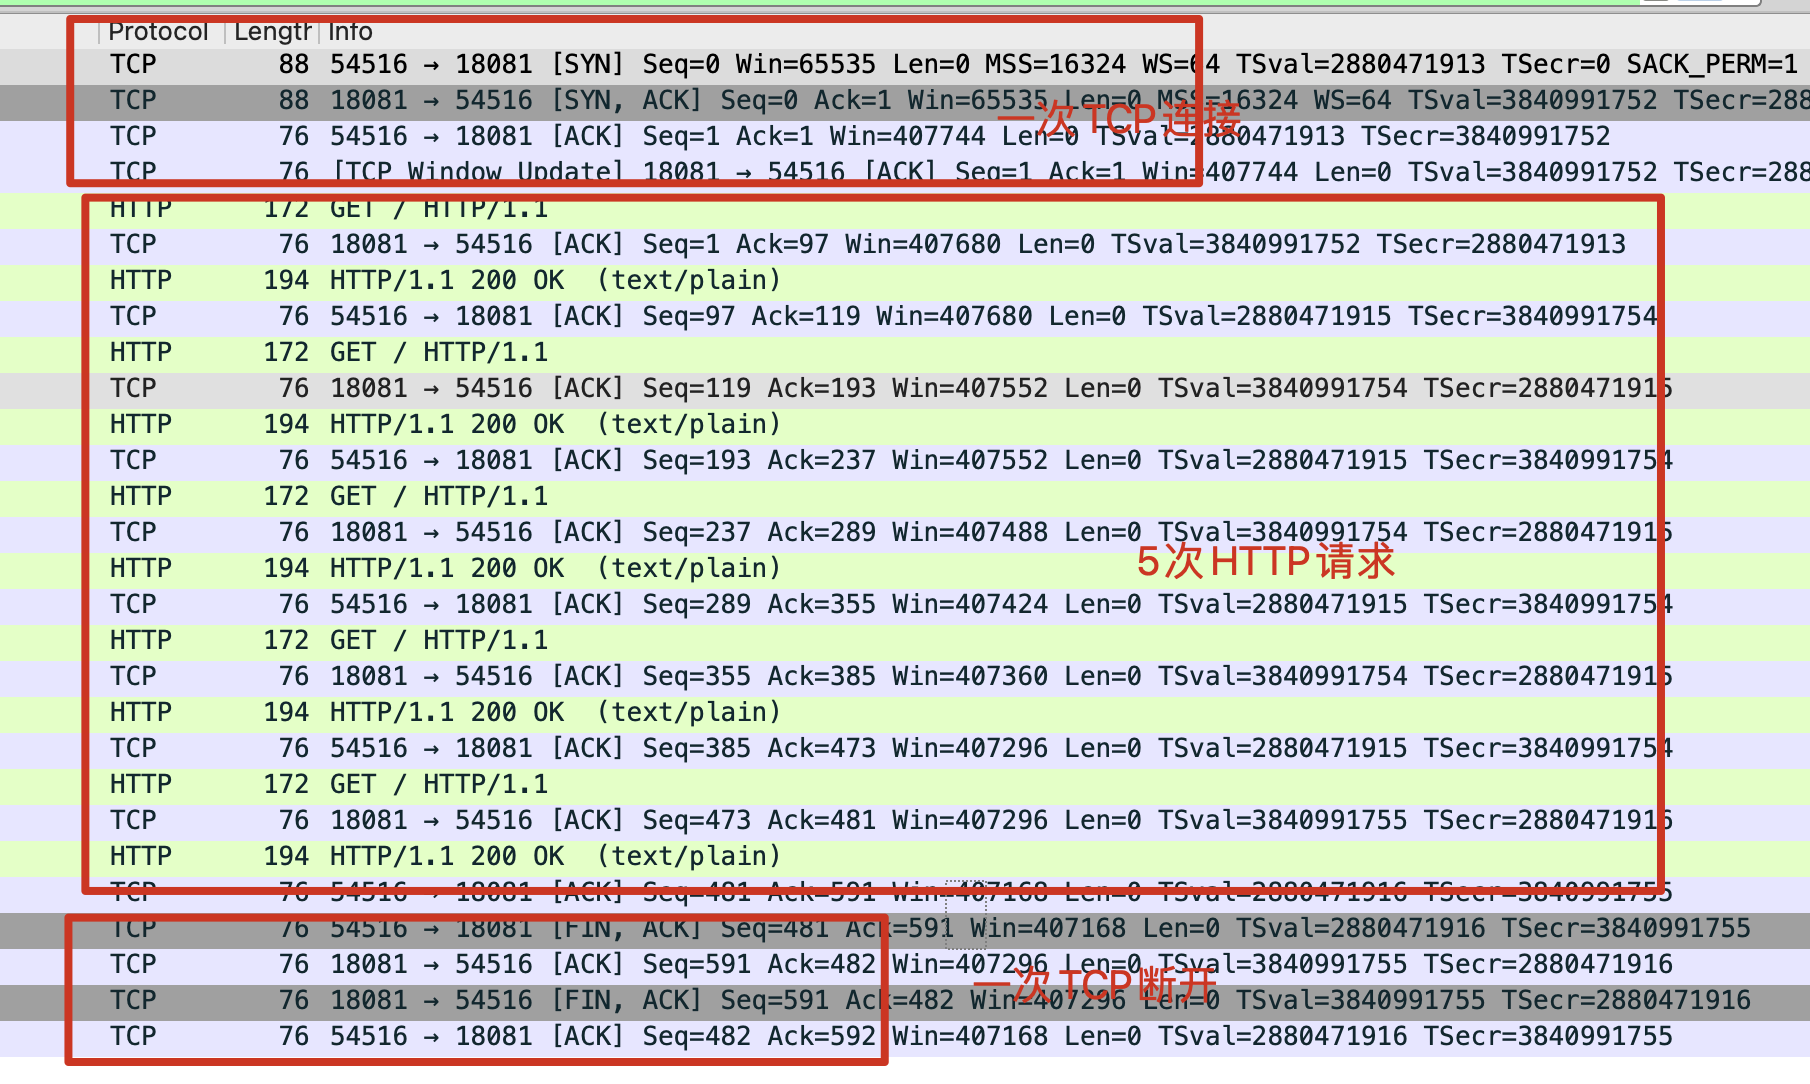 Protocol Length Info
TCP 88 54516 → 18081 [SYN] Seq=0 Win=65535 Len=0 MSS=16324 WS=64 TSval=2880471913 TSecr=0 SACK_PERM=1
TCP 88 18081 → 54516 [SYN, ACK] Seq=0 Ack=1 Win=65535 Len=0 MSS=16324 WS=64 TSval=3840991752 TSecr=288
一次TCP连接
TCP 76 54516 → 18081 [ACK] Seq=1 Ack=1 Win=407744 Len=0 TSval=2880471913 TSecr=3840991752
TCP 76 [TCP Window Update] 18081 → 54516 [ACK] Seq=1 Ack=1 Win=407744 Len=0 TSval=3840991752 TSecr=288
HTTP 172 GET / HTTP/1.1
TCP 76 18081 → 54516 [ACK] Seq=1 Ack=97 Win=407680 Len=0 TSval=3840991752 TSecr=2880471913
HTTP 194 HTTP/1.1 200 OK (text/plain)
TCP 76 54516 → 18081 [ACK] Seq=97 Ack=119 Win=407680 Len=0 TSval=2880471915 TSecr=3840991754
HTTP 172 GET / HTTP/1.1
TCP 76 18081 → 54516 [ACK] Seq=119 Ack=193 Win=407552 Len=0 TSval=3840991754 TSecr=2880471915
HTTP 194 HTTP/1.1 200 OK (text/plain)
TCP 76 54516 → 18081 [ACK] Seq=193 Ack=237 Win=407552 Len=0 TSval=2880471915 TSecr=3840991754
HTTP 172 GET / HTTP/1.1
TCP 76 18081 → 54516 [ACK] Seq=237 Ack=289 Win=407488 Len=0 TSval=3840991754 TSecr=2880471915
HTTP 194 HTTP/1.1 200 OK (text/plain)
5次HTTP请求
TCP 76 54516 → 18081 [ACK] Seq=289 Ack=355 Win=407424 Len=0 TSval=2880471915 TSecr=3840991754
HTTP 172 GET / HTTP/1.1
TCP 76 18081 → 54516 [ACK] Seq=355 Ack=385 Win=407360 Len=0 TSval=3840991754 TSecr=2880471915
HTTP 194 HTTP/1.1 200 OK (text/plain)
TCP 76 54516 → 18081 [ACK] Seq=385 Ack=473 Win=407296 Len=0 TSval=2880471915 TSecr=3840991754
HTTP 172 GET / HTTP/1.1
TCP 76 18081 → 54516 [ACK] Seq=473 Ack=481 Win=407296 Len=0 TSval=3840991755 TSecr=2880471916
HTTP 194 HTTP/1.1 200 OK (text/plain)
TCP 76 54516 → 18081 [ACK] Seq=481 Ack=591 Win=407168 Len=0 TSval=2880471916 TSecr=3840991755
TCP 76 54516 → 18081 [FIN, ACK] Seq=481 Ack=591 Win=407168 Len=0 TSval=2880471916 TSecr=3840991755
TCP 76 18081 → 54516 [ACK] Seq=591 Ack=482 Win=407296 Len=0 TSval=3840991755 TSecr=2880471916
一次TCP断开
TCP 76 18081 → 54516 [FIN, ACK] Seq=591 Ack=482 Win=407296 Len=0 TSval=3840991755 TSecr=2880471916
TCP 76 54516 → 18081 [ACK] Seq=482 Ack=592 Win=407168 Len=0 TSval=2880471916 TSecr=3840991755